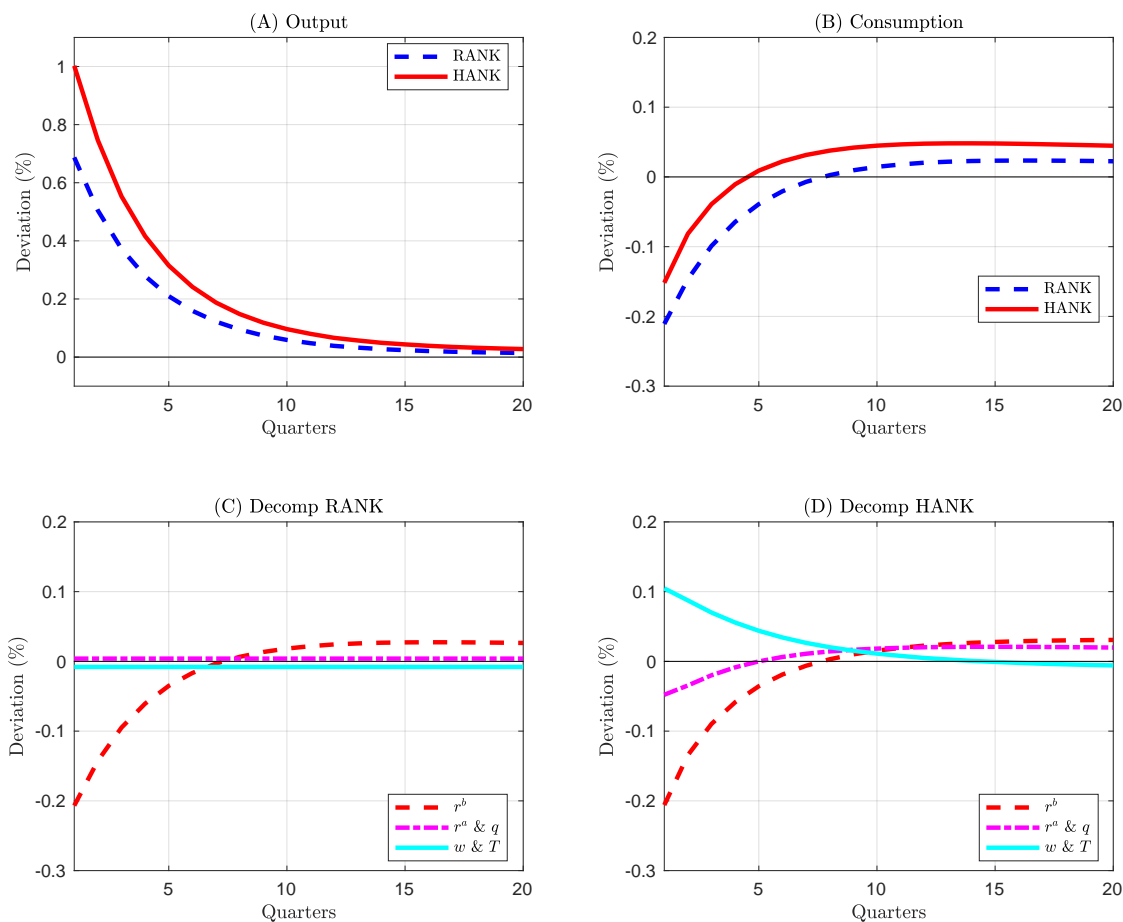 (A) Output
Deviation (%)
1
0.8
0.6
0.4
0.2
0
5
10
15
20
Quarters
RANK
HANK
(B) Consumption
Deviation (%)
0.2
0.1
0
-0.1
-0.2
-0.3
5
10
15
20
Quarters
RANK
HANK
(C) Decomp RANK
Deviation (%)
0.2
0.1
0
-0.1
-0.2
-0.3
5
10
15
20
Quarters
r^b
r^a & q
w & T
(D) Decomp HANK
Deviation (%)
0.2
0.1
0
-0.1
-0.2
-0.3
5
10
15
20
Quarters
r^b
r^a & q
w & T